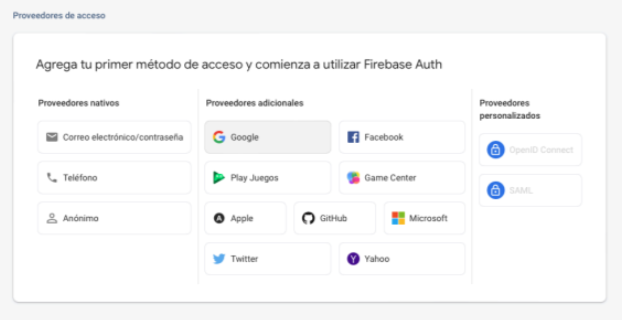 Proveedores de acceso
Agrega tu primer método de acceso y comienza a utilizar Firebase Auth
Proveedores nativos
Correo electrónico/contraseña
Teléfono
Anónimo
Proveedores adicionales
Google
Facebook
Play Juegos
Game Center
Apple
GitHub
Microsoft
Twitter
Yahoo
Proveedores
personalizados
OpenID Connect
SAML